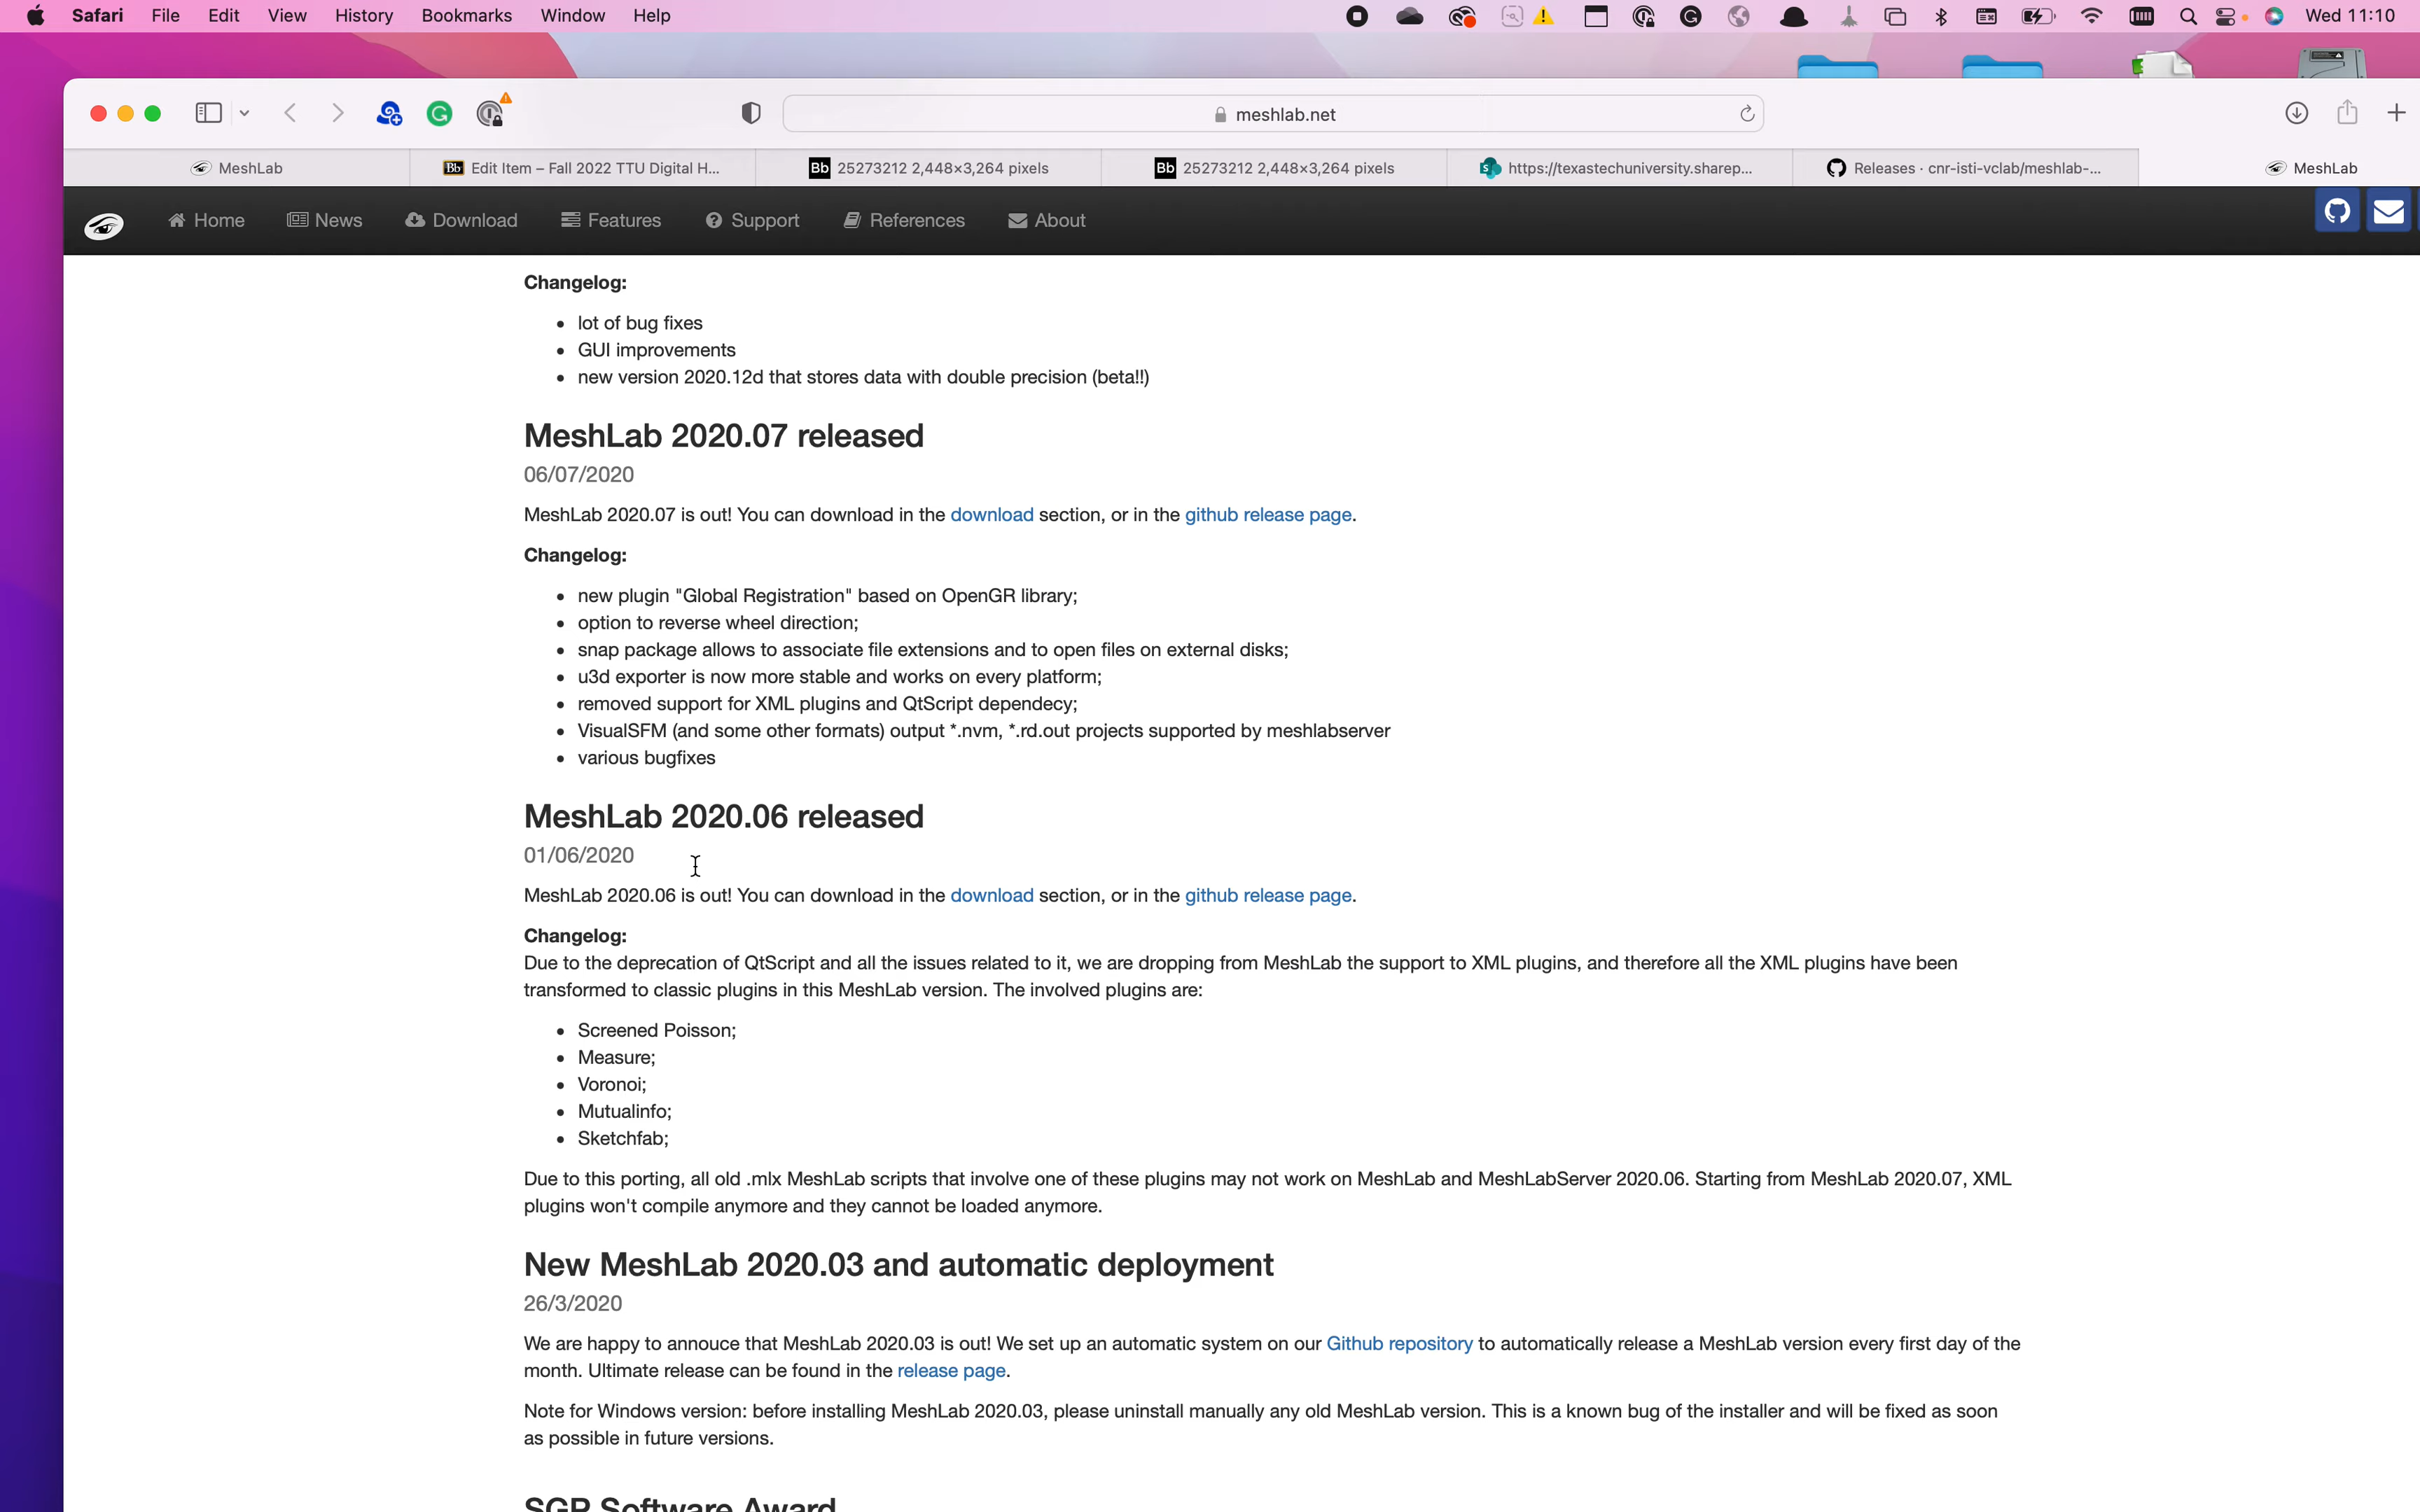 Safari File Edit View History Bookmarks Window Help Wed 11:10
meshlab.net
MeshLab
Bb Edit Item – Fall 2022 TTU Digital H...
Bb 25273212 2,448×3,264 pixels
Bb 25273212 2,448×3,264 pixels
https://texastechuniversity.sharep...
Releases · cnr-isti-vclab/meshlab-...
MeshLab
Home News Download Features Support References About
Changelog:
• lot of bug fixes
• GUI improvements
• new version 2020.12d that stores data with double precision (beta!!)
MeshLab 2020.07 released
06/07/2020
MeshLab 2020.07 is out! You can download in the download section, or in the github release page.
Changelog:
• new plugin "Global Registration" based on OpenGR library;
• option to reverse wheel direction;
• snap package allows to associate file extensions and to open files on external disks;
• u3d exporter is now more stable and works on every platform;
• removed support for XML plugins and QtScript dependecy;
• VisualSFM (and some other formats) output *.nvm, *.rd.out projects supported by meshlabserver
• various bugfixes
MeshLab 2020.06 released
01/06/2020
MeshLab 2020.06 is out! You can download in the download section, or in the github release page.
Changelog:
Due to the deprecation of QtScript and all the issues related to it, we are dropping from MeshLab the support to XML plugins, and therefore all the XML plugins have been
transformed to classic plugins in this MeshLab version. The involved plugins are:
• Screened Poisson;
• Measure;
• Voronoi;
• Mutualinfo;
• Sketchfab;
Due to this porting, all old .mlx MeshLab scripts that involve one of these plugins may not work on MeshLab and MeshLabServer 2020.06. Starting from MeshLab 2020.07, XML
plugins won't compile anymore and they cannot be loaded anymore.
New MeshLab 2020.03 and automatic deployment
26/3/2020
We are happy to annouce that MeshLab 2020.03 is out! We set up an automatic system on our Github repository to automatically release a MeshLab version every first day of the
month. Ultimate release can be found in the release page.
Note for Windows version: before installing MeshLab 2020.03, please uninstall manually any old MeshLab version. This is a known bug of the installer and will be fixed as soon
as possible in future versions.
SGP Software Award